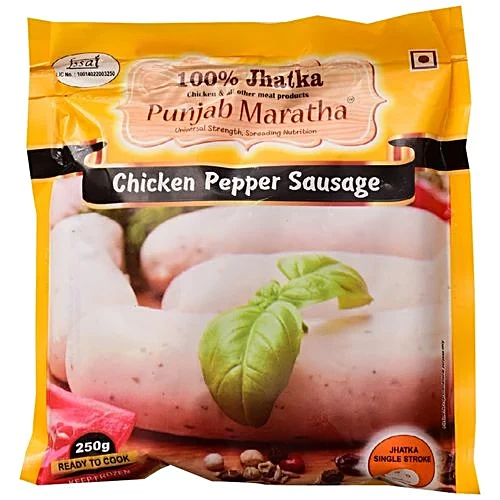 fssai
LIC No. : 10014022003250
100% Jhatka
Chicken & all other meat products
Punjab Maratha
Universal Strength, Spreading Nutrition
Chicken Pepper Sausage
250g
READY TO COOK
KEEP FROZEN
JHATKA
SINGLE STROKE